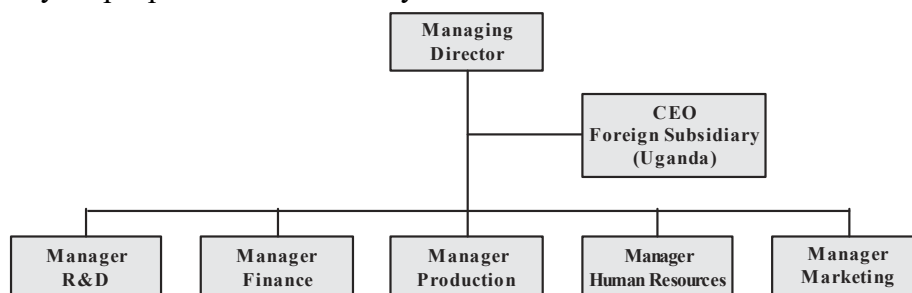 Managing
Director
CEO
Foreign Subsidiary
(Uganda)
Manager
R&D
Manager
Finance
Manager
Production
Manager
Human Resources
Manager
Marketing